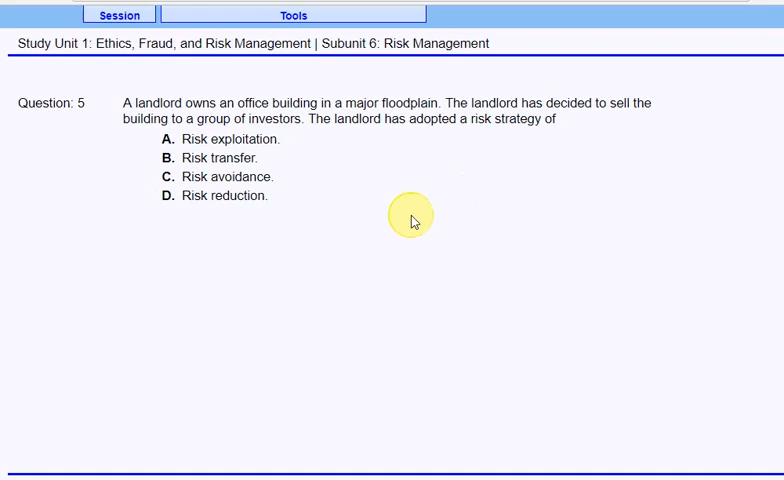 Session
Tools
Study Unit 1: Ethics, Fraud, and Risk Management | Subunit 6: Risk Management
Question: 5 A landlord owns an office building in a major floodplain. The landlord has decided to sell the
building to a group of investors. The landlord has adopted a risk strategy of
A. Risk exploitation.
B. Risk transfer.
C. Risk avoidance.
D. Risk reduction.